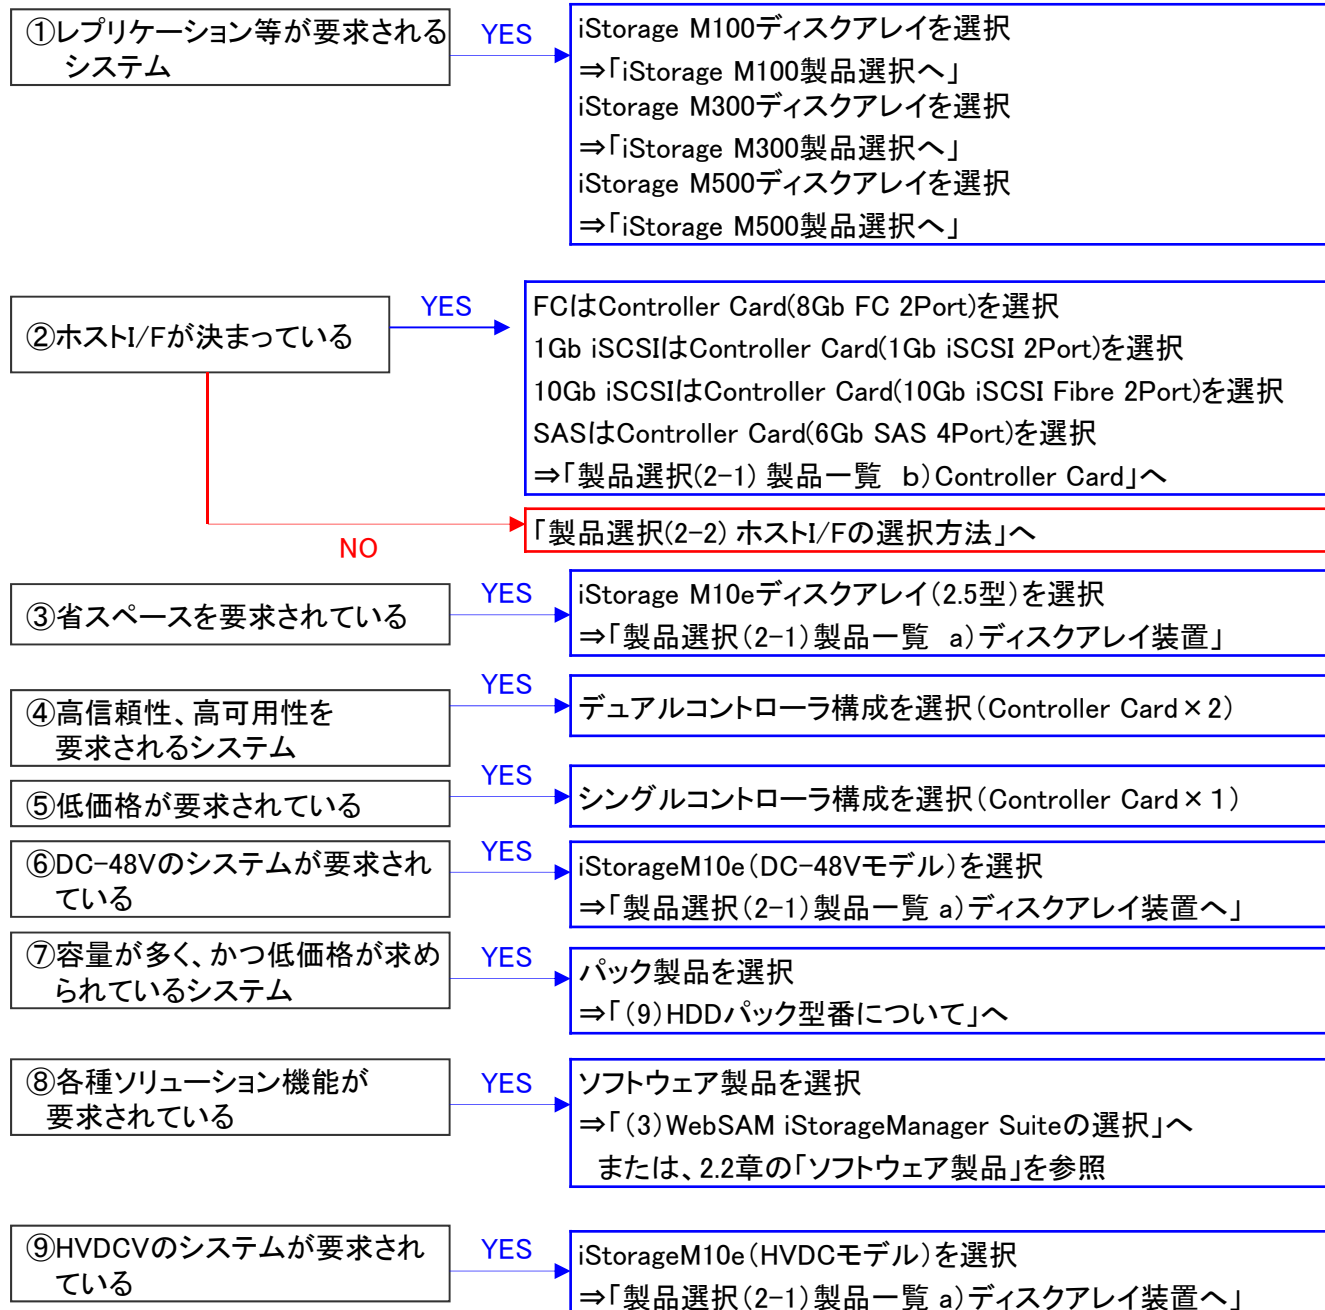 ①レプリケーション等が要求される
システム
YES
iStorage M100ディスクアレイを選択
⇒「iStorage M100製品選択へ」
iStorage M300ディスクアレイを選択
⇒「iStorage M300製品選択へ」
iStorage M500ディスクアレイを選択
⇒「iStorage M500製品選択へ」
②ホストI/Fが決まっている
YES
FCはController Card(8Gb FC 2Port)を選択
1Gb iSCSIはController Card(1Gb iSCSI 2Port)を選択
10Gb iSCSIはController Card(10Gb iSCSI Fibre 2Port)を選択
SASはController Card(6Gb SAS 4Port)を選択
⇒「製品選択(2-1) 製品一覧　b）Controller Card」へ
NO
「製品選択(2-2) ホストI/Fの選択方法」へ
③省スペースを要求されている
YES
iStorage M10eディスクアレイ（2.5型）を選択
⇒「製品選択（2-1）製品一覧　a）ディスクアレイ装置」
④高信頼性、高可用性を
要求されるシステム
YES
デュアルコントローラ構成を選択（Controller Card×2）
⑤低価格が要求されている
YES
シングルコントローラ構成を選択（Controller Card×１）
⑥DC-48Vのシステムが要求され
ている
YES
iStorageM10e（DC-48Vモデル）を選択
⇒「製品選択（2-1）製品一覧 a）ディスクアレイ装置へ」
⑦容量が多く、かつ低価格が求め
られているシステム
YES
パック製品を選択
⇒「（9）HDDパック型番について」へ
⑧各種ソリューション機能が
要求されている
YES
ソフトウェア製品を選択
⇒「（3）WebSAM iStorageManager Suiteの選択」へ
または、2.2章の「ソフトウェア製品」を参照
⑨HVDCVのシステムが要求され
ている
YES
iStorageM10e（HVDCモデル）を選択
⇒「製品選択（2-1）製品一覧 a）ディスクアレイ装置へ」